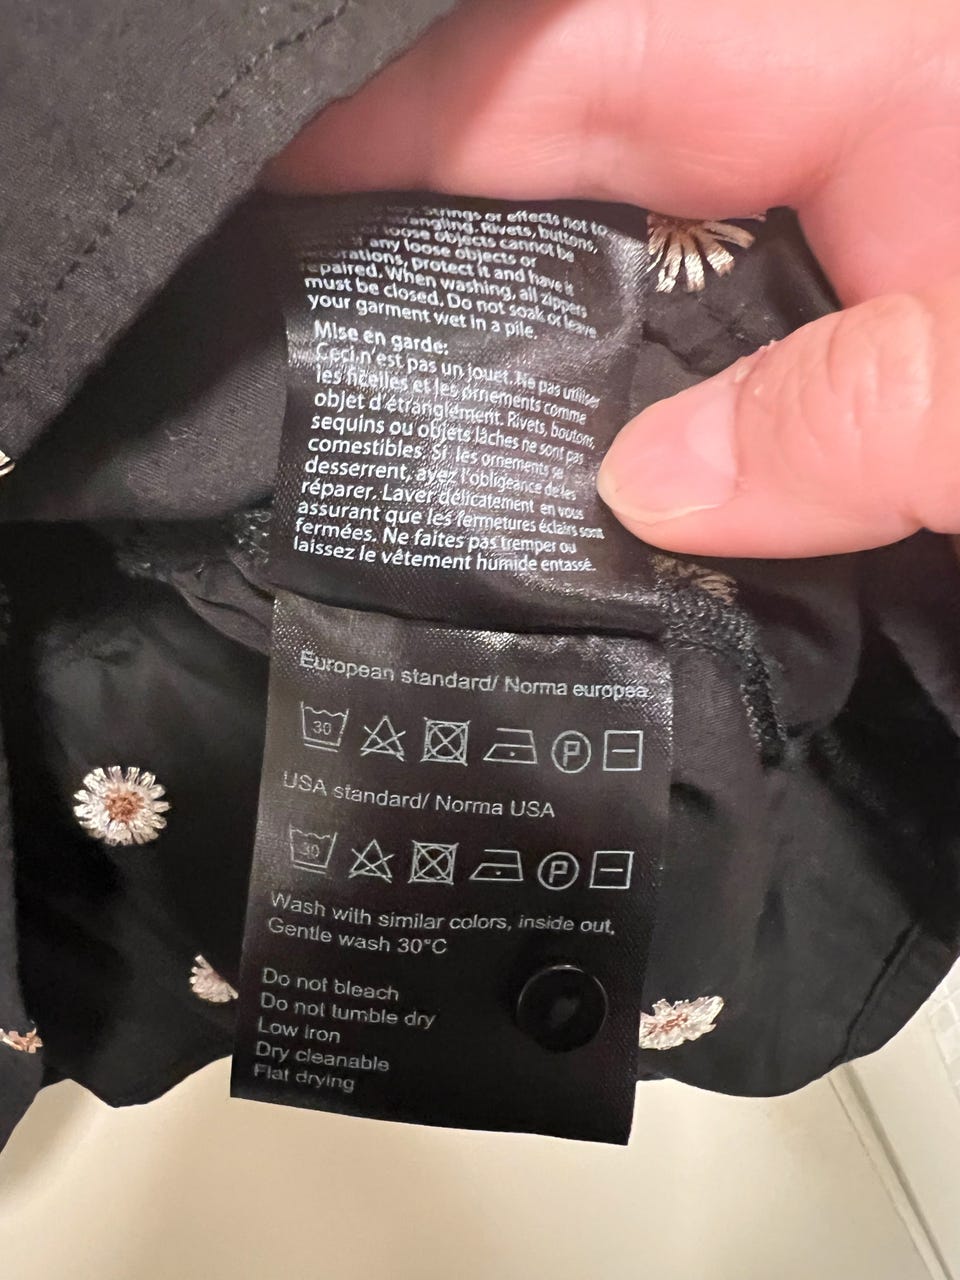 strings or effects not to
angling. Rivets, buttons,
loose objects cannot be
any loose objects or
protect it and have it
repaired. When washing, all zippers
must be closed. Do not soak or leave
your garment wet in a pile.
Mise en garde:
Ceci n'est pas un jouet. Ne pas utiliser
les ficelles et les ornements comme
objet d'étranglement. Rivets, boutons,
sequins ou objets lâches ne sont pas
comestibles. Si les ornements se
desserrent, ayez l'obligeance de les
réparer. Laver délicatement en vous
assurant que les fermetures éclairs sont
fermées. Ne faites pas tremper ou
laissez le vêtement humide entassé.
European standard/ Norma europea
30 P
USA standard/ Norma USA
30 P
Wash with similar colors, inside out,
Gentle wash 30°C
Do not bleach
Do not tumble dry
Low iron
Dry cleanable
Flat drying